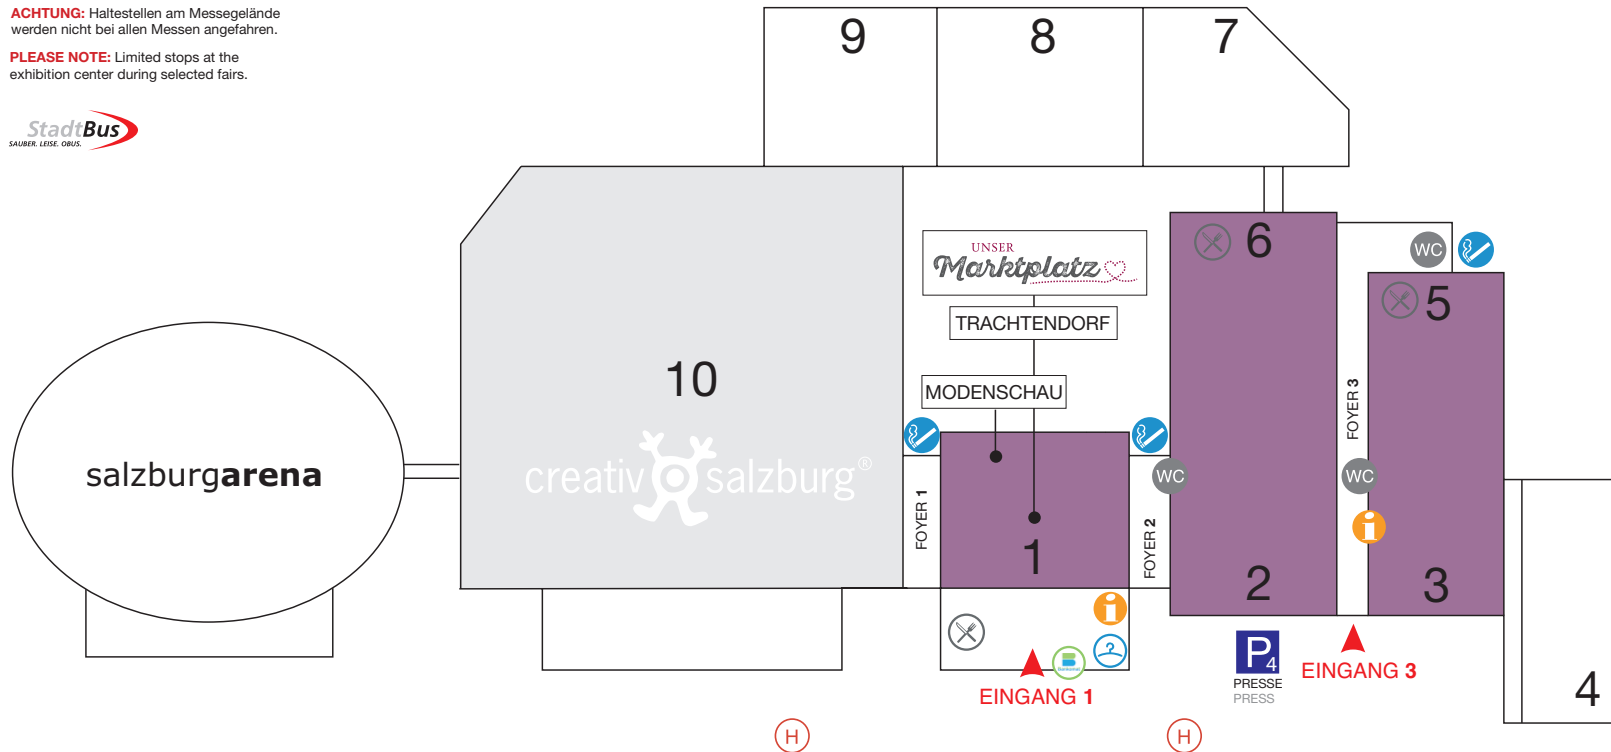 ACHTUNG: Haltestellen am Messegelände
werden nicht bei allen Messen angefahren.
PLEASE NOTE: Limited stops at the
exhibition center during selected fairs.
StadtBus
SAUBER. LEISE. OBUS.
9
8
7
6
WC
5
UNSER
Marktplatz
TRACHTENDORF
MODENSCHAU
10
creativ salzburg®
salzburgarena
FOYER 1
1
FOYER 2
WC
FOYER 3
WC
i
2
3
i
?
B
EINGANG 1
P4
PRESSE
PRESS
EINGANG 3
4
H
H